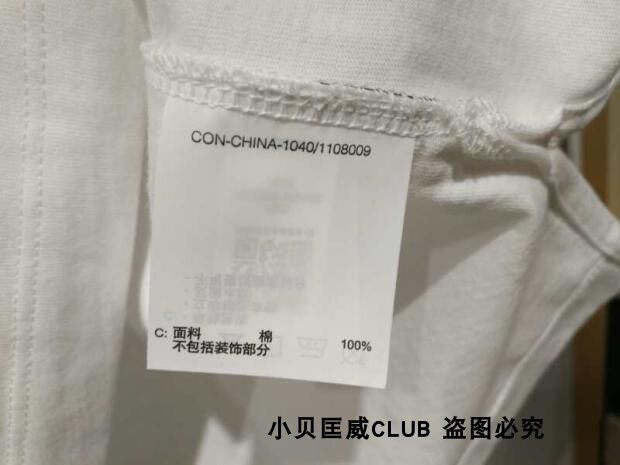 CON-CHINA-1040/1108009
C: 面料 棉 100%
不包括装饰部分
小贝匡威CLUB 盗图必究